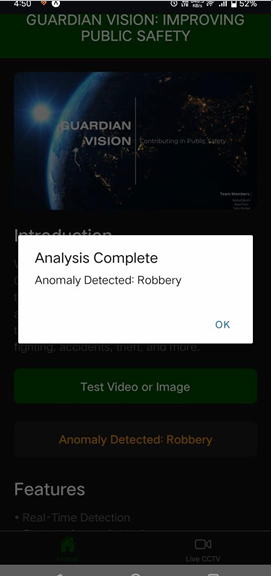 4:50
52%
GUARDIAN VISION: IMPROVING
PUBLIC SAFETY
GUARDIAN
VISION
Contributing in Public Safety
Team Members:
Introduction
Analysis Complete
Anomaly Detected: Robbery
OK
fighting, accidents, theft, and more.
Test Video or Image
Anomaly Detected: Robbery
Features
• Real-Time Detection
Home
Live CCTV